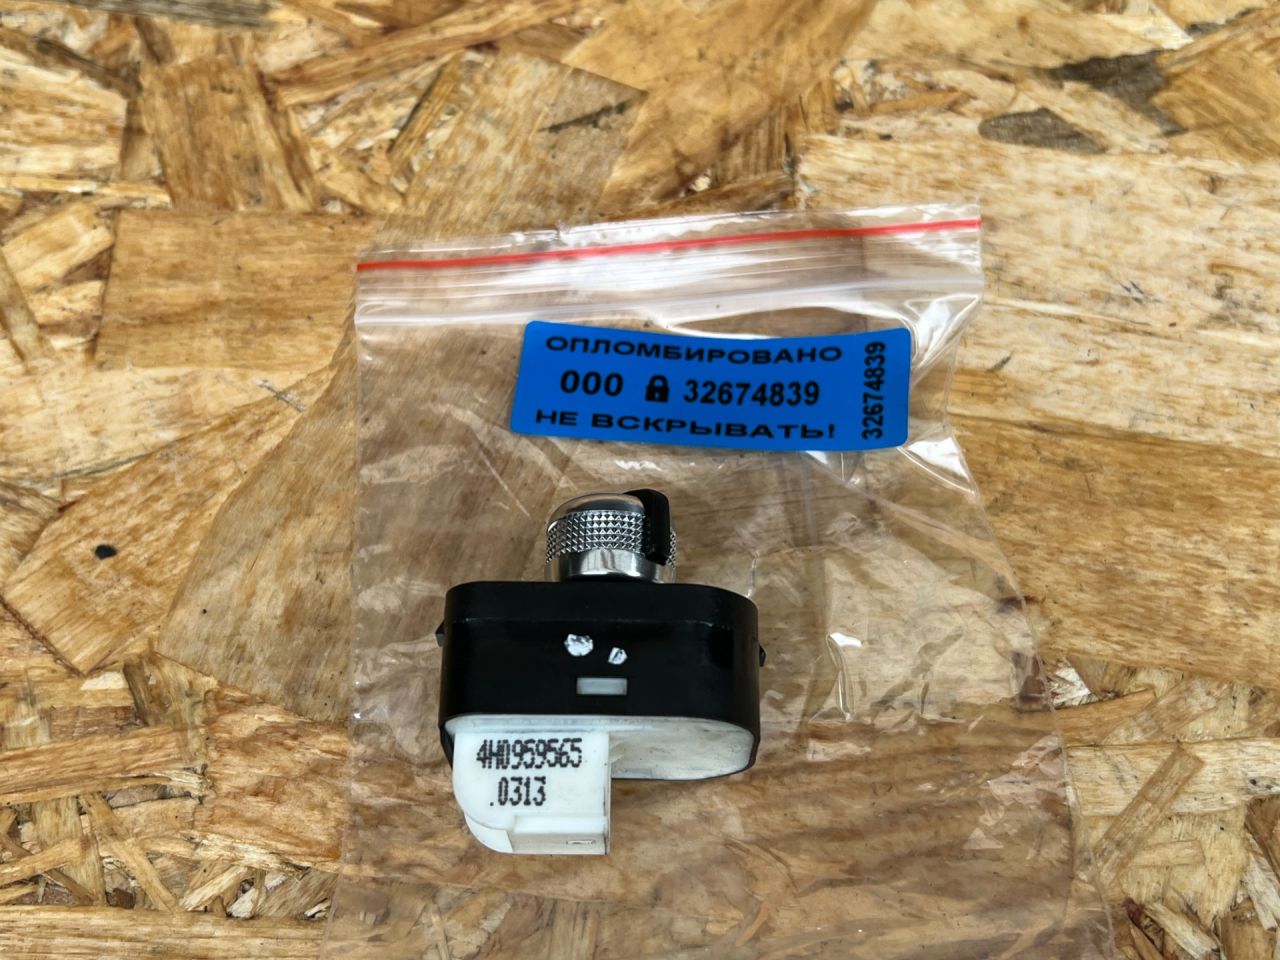 ОПЛОМБИРОВАНО
000 32674839
НЕ ВСКРЫВАТЬ!
32674839
4H0959565
.0313